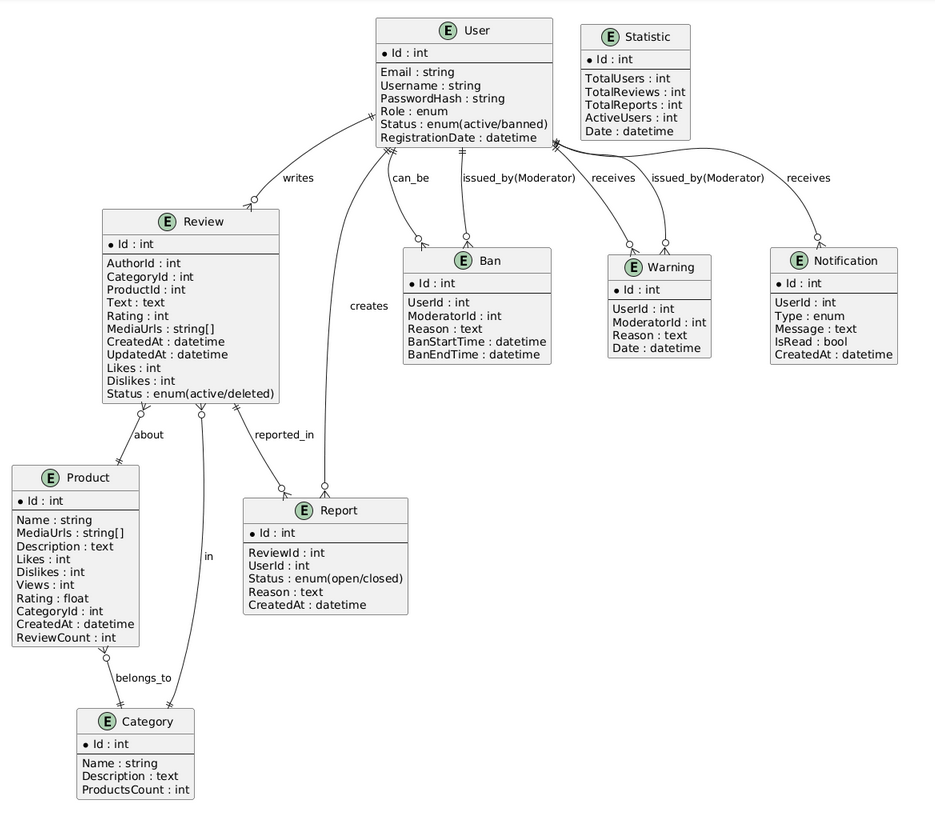 E User
• Id : int
Email : string
Username : string
PasswordHash : string
Role : enum
Status : enum(active/banned)
RegistrationDate : datetime
E Statistic
• Id : int
TotalUsers : int
TotalReviews : int
TotalReports : int
ActiveUsers : int
Date : datetime
writes
can_be
issued_by(Moderator)
receives
issued_by(Moderator)
receives
E Review
• Id : int
AuthorId : int
CategoryId : int
ProductId : int
Text : text
Rating : int
MediaUrls : string[]
CreatedAt : datetime
UpdatedAt : datetime
Likes : int
Dislikes : int
Status : enum(active/deleted)
creates
E Ban
• Id : int
UserId : int
ModeratorId : int
Reason : text
BanStartTime : datetime
BanEndTime : datetime
E Warning
• Id : int
UserId : int
ModeratorId : int
Reason : text
Date : datetime
E Notification
• Id : int
UserId : int
Type : enum
Message : text
IsRead : bool
CreatedAt : datetime
about
reported_in
E Product
• Id : int
Name : string
MediaUrls : string[]
Description : text
Likes : int
Dislikes : int
Views : int
Rating : float
CategoryId : int
CreatedAt : datetime
ReviewCount : int
in
E Report
• Id : int
ReviewId : int
UserId : int
Status : enum(open/closed)
Reason : text
CreatedAt : datetime
belongs_to
E Category
• Id : int
Name : string
Description : text
ProductsCount : int